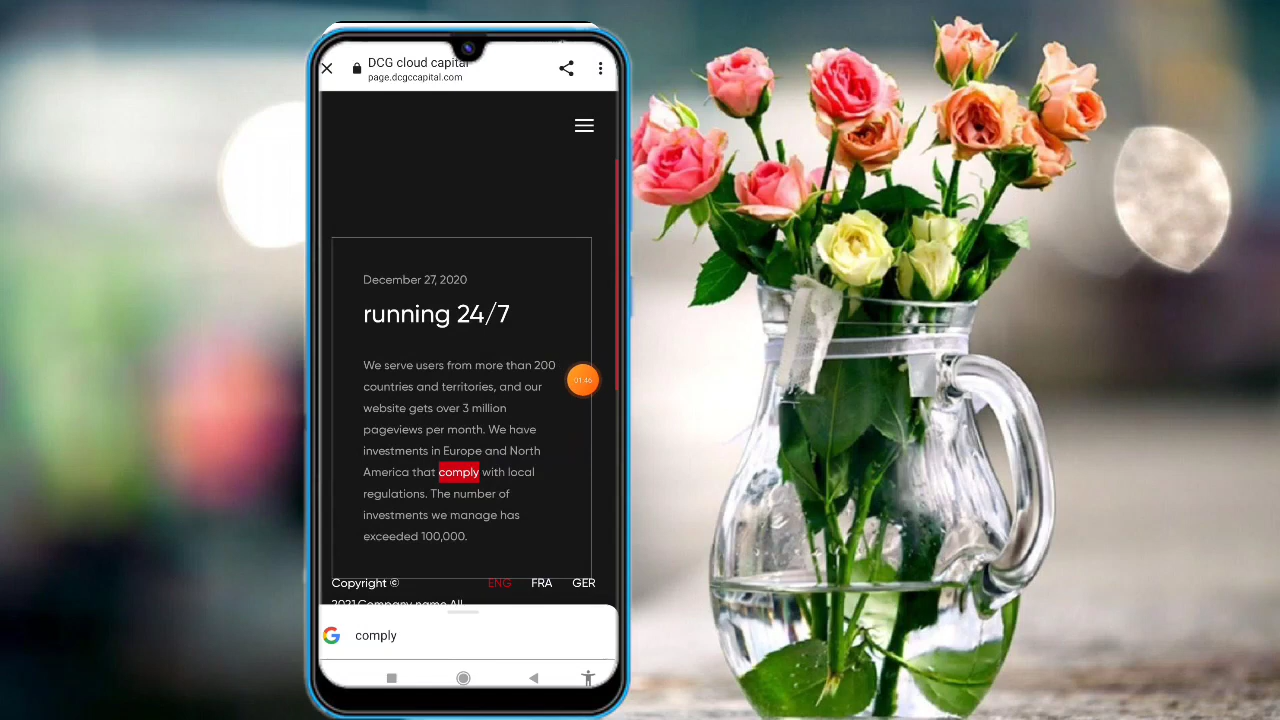 DCG cloud capital
page.dcgccapital.com
December 27, 2020
running 24/7
We serve users from more than 200
countries and territories, and our
website gets over 3 million
pageviews per month. We have
investments in Europe and North
America that comply with local
regulations. The number of
investments we manage has
exceeded 100,000.
01:46
Copyright © ENG FRA GER
2021 Company name All
comply